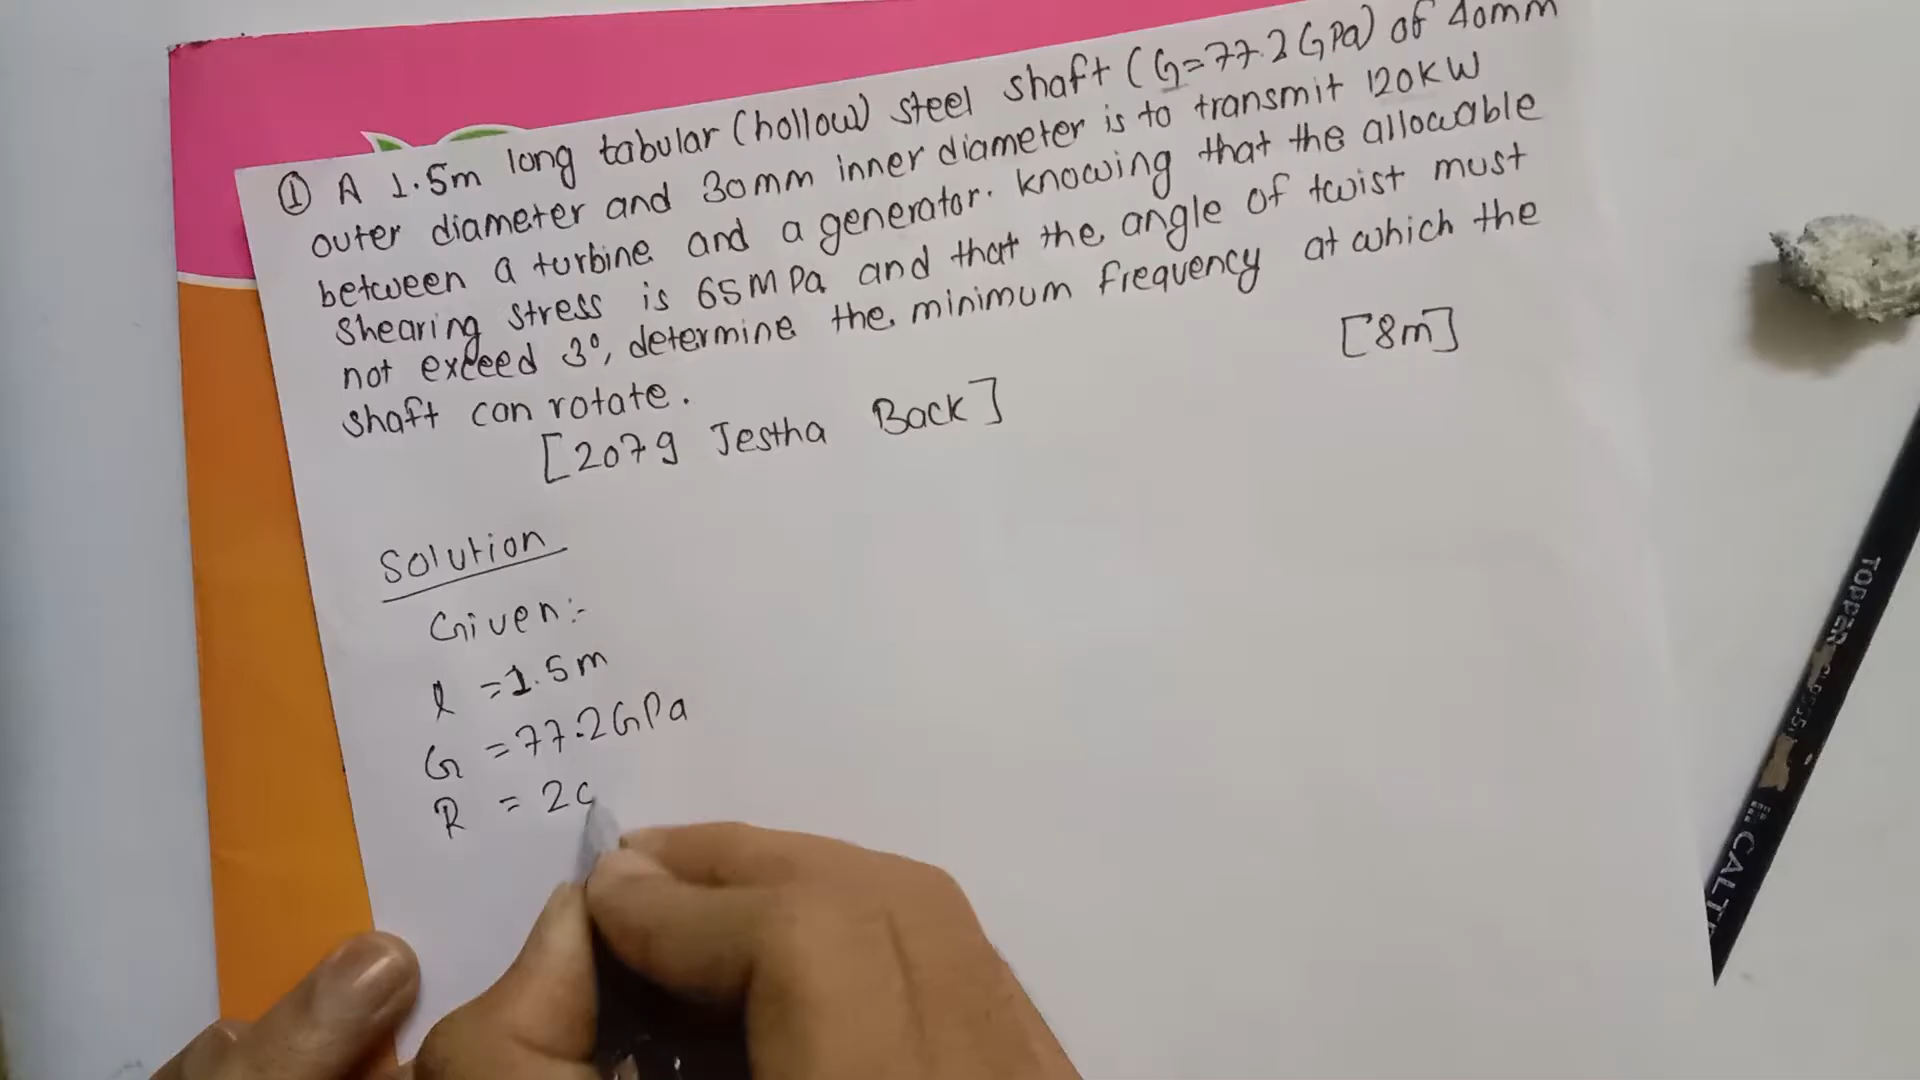 ① A 1.5m long tabular (hollow) steel shaft (G=77.2GPa) of 40mm
outer diameter and 30mm inner diameter is to transmit 120KW
between a turbine and a generator. Knowing that the allowable
shearing stress is 65MPa and that the angle of twist must
not exceed 3°, determine the minimum frequency at which the
shaft can rotate.
[8m]
[2079 Jestha Back]
Solution
Given:-
l = 1.5m
G = 77.2GPa
R = 2
TOPPER